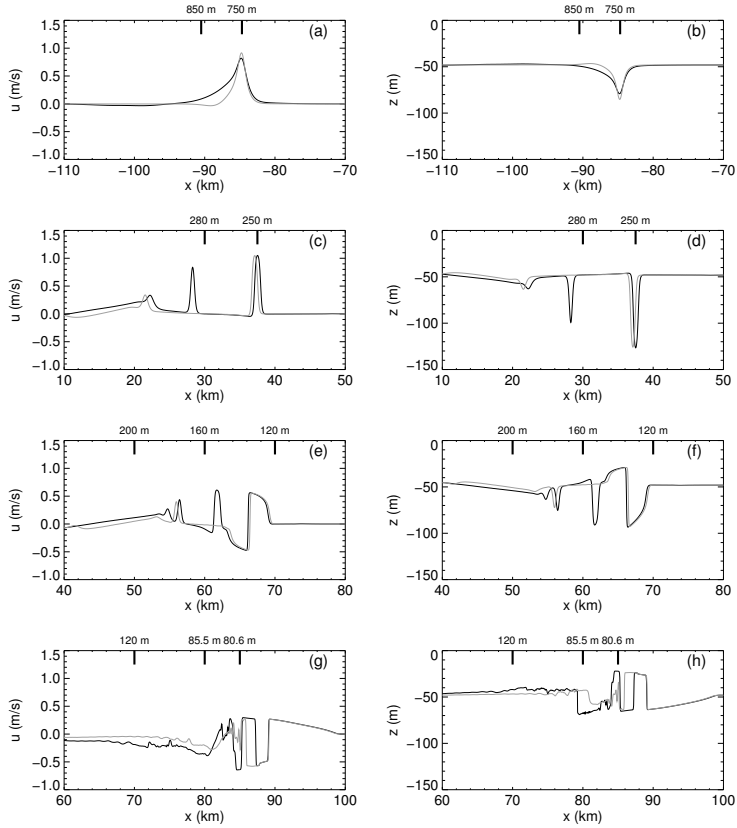 850 m 750 m 850 m 750 m
1.5 (a) 0 (b)
1.0
0.5 −50
0.0
−0.5 −100
−1.0 −150
u (m/s) z (m)
−110 −100 −90 −80 −70 −110 −100 −90 −80 −70
x (km) x (km)
280 m 250 m 280 m 250 m
1.5 (c) 0 (d)
1.0
0.5 −50
0.0
−0.5 −100
−1.0 −150
u (m/s) z (m)
10 20 30 40 50 10 20 30 40 50
x (km) x (km)
200 m 160 m 120 m 200 m 160 m 120 m
1.5 (e) 0 (f)
1.0
0.5 −50
0.0
−0.5 −100
−1.0 −150
u (m/s) z (m)
40 50 60 70 80 40 50 60 70 80
x (km) x (km)
120 m 85.5 m 80.6 m 120 m 85.5 m 80.6 m
1.5 (g) 0 (h)
1.0
0.5 −50
0.0
−0.5 −100
−1.0 −150
u (m/s) z (m)
60 70 80 90 100 60 70 80 90 100
x (km) x (km)